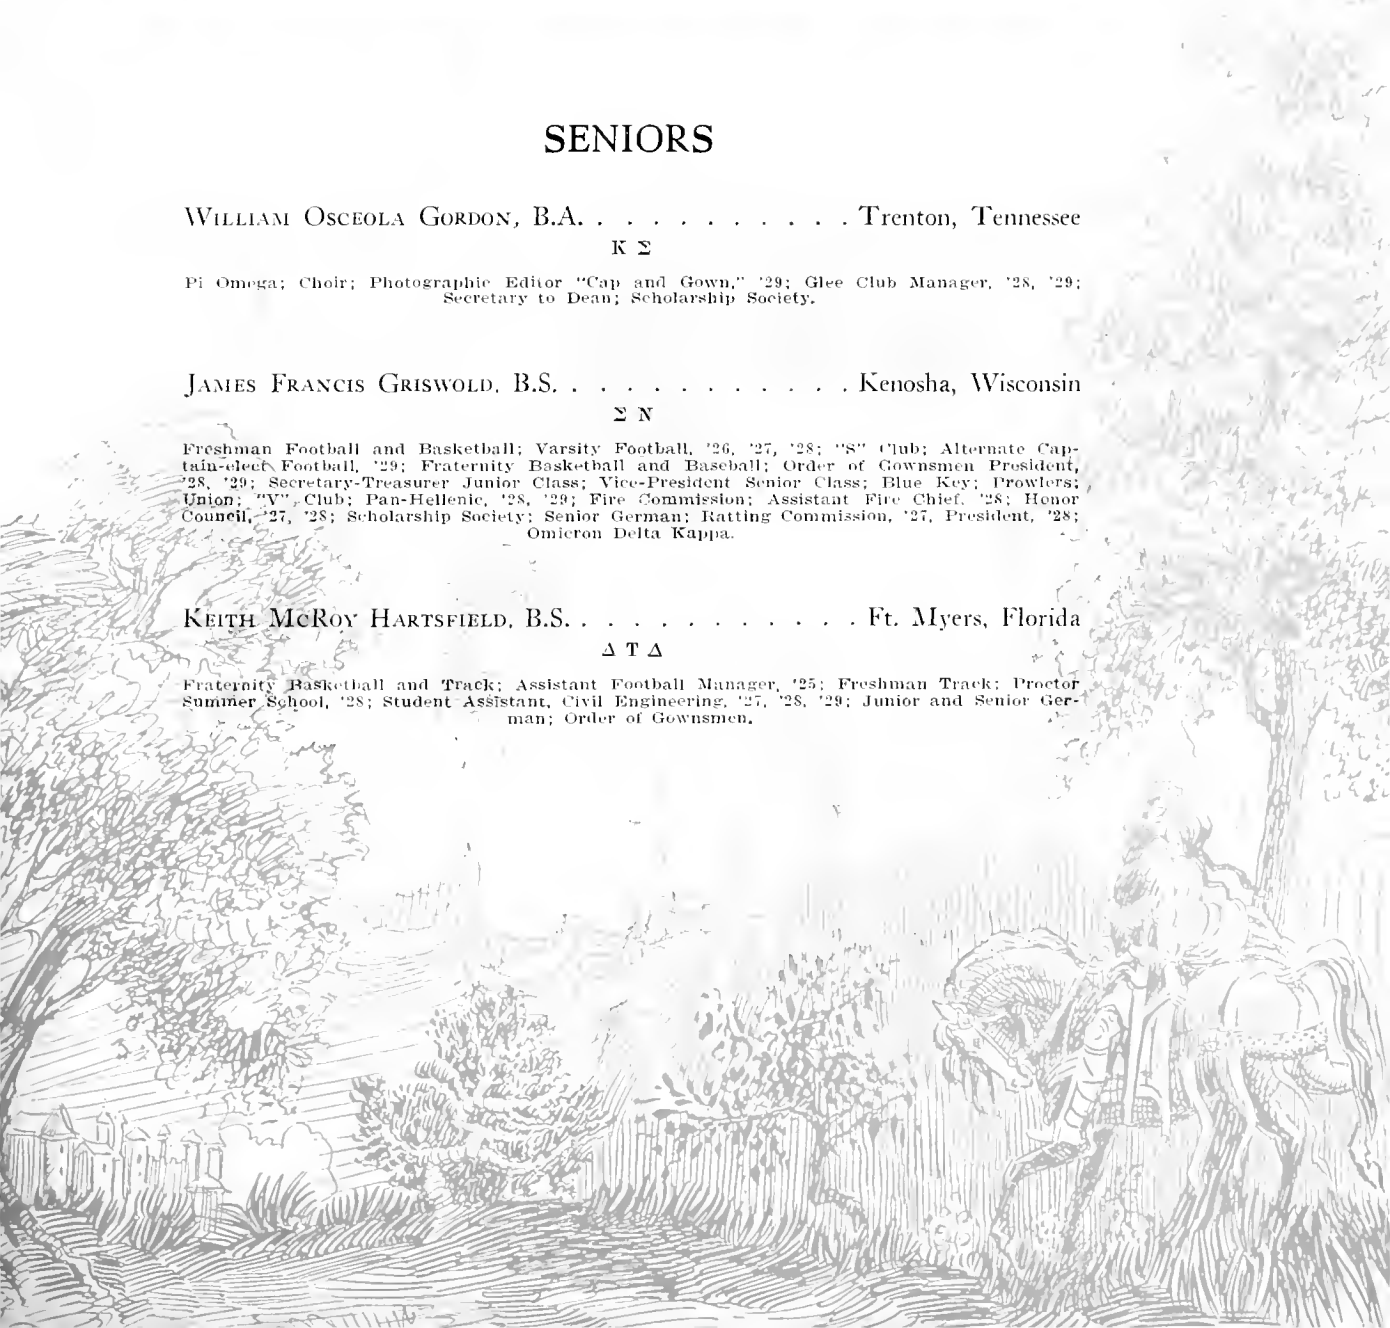 SENIORS
WILLIAM OSCEOLA GORDON, B.A. . . . . . . . . . . Trenton, Tennessee
Κ Σ
Pi Omega; Choir; Photographic Editor "Cap and Gown," '29; Glee Club Manager, '28, '29;
Secretary to Dean; Scholarship Society.
JAMES FRANCIS GRISWOLD, B.S. . . . . . . . . . . . Kenosha, Wisconsin
Σ Ν
Freshman Football and Basketball; Varsity Football, '26, '27, '28; "S" Club; Alternate Cap-
tain-elect Football, '29; Fraternity Basketball and Baseball; Order of Gownsmen President,
'28, '29; Secretary-Treasurer Junior Class; Vice-President Senior Class; Blue Key; Prowlers;
Union; "V" Club; Pan-Hellenic, '28, '29; Fire Commission; Assistant Fire Chief, '28; Honor
Council, '27, '28; Scholarship Society; Senior German; Ratting Commission, '27, President, '28;
Omicron Delta Kappa.
KEITH MCROY HARTSFIELD, B.S. . . . . . . . . . . . Ft. Myers, Florida
Δ Τ Δ
Fraternity Basketball and Track; Assistant Football Manager, '25; Freshman Track; Proctor
Summer School, '28; Student Assistant, Civil Engineering, '27, '28, '29; Junior and Senior Ger-
man; Order of Gownsmen.